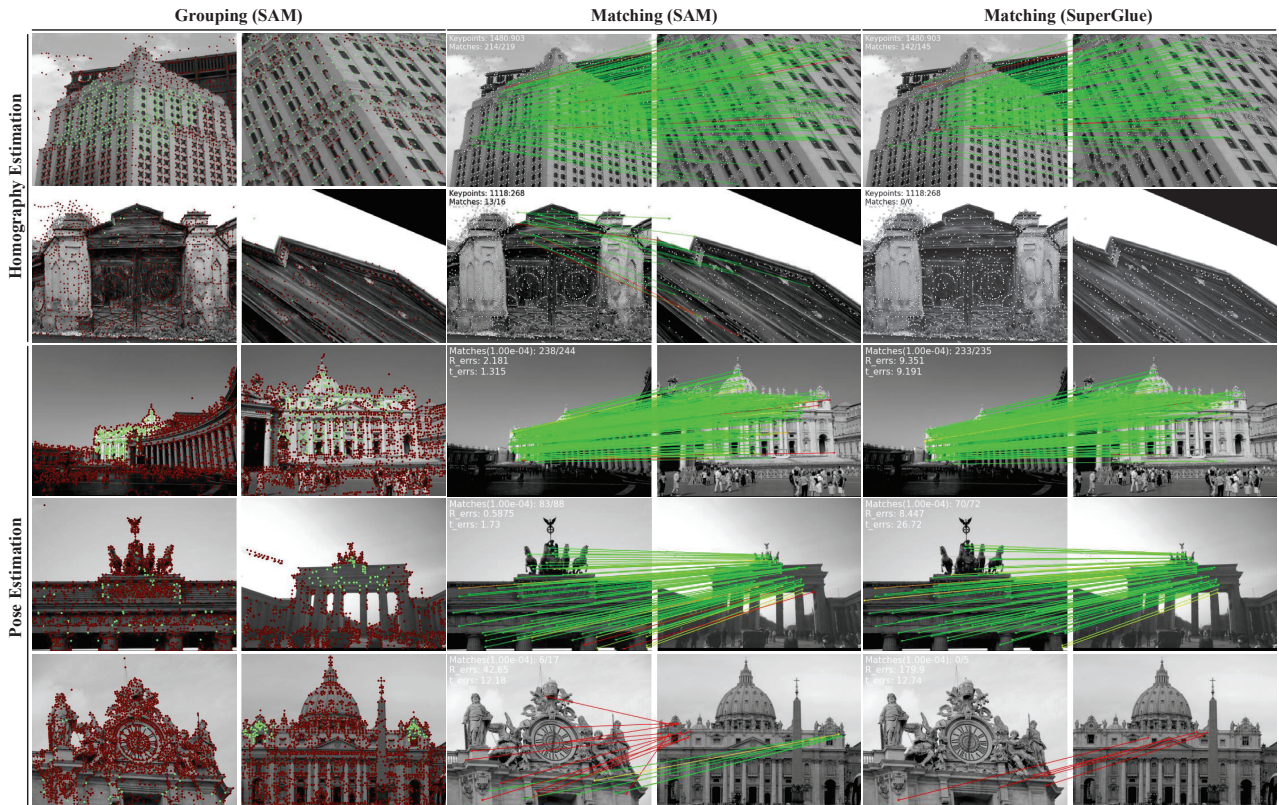 Grouping (SAM)
Matching (SAM)
Matching (SuperGlue)
Homography Estimation
Keypoints: 1480:903
Matches: 214/219
Keypoints: 1480:903
Matches: 142/145
Keypoints: 1118:268
Matches: 13/16
Keypoints: 1118:268
Matches: 0/0
Pose Estimation
Matches(1.00e-04): 238/244
R_errs: 2.181
t_errs: 1.315
Matches(1.00e-04): 233/235
R_errs: 9.351
t_errs: 9.191
Matches(1.00e-04): 83/88
R_errs: 0.5875
t_errs: 1.73
Matches(1.00e-04): 70/72
R_errs: 8.447
t_errs: 26.72
Matches(1.00e-04): 6/17
R_errs: 42.85
t_errs: 12.18
Matches(1.00e-04): 0/5
R_errs: 179.9
t_errs: 12.74